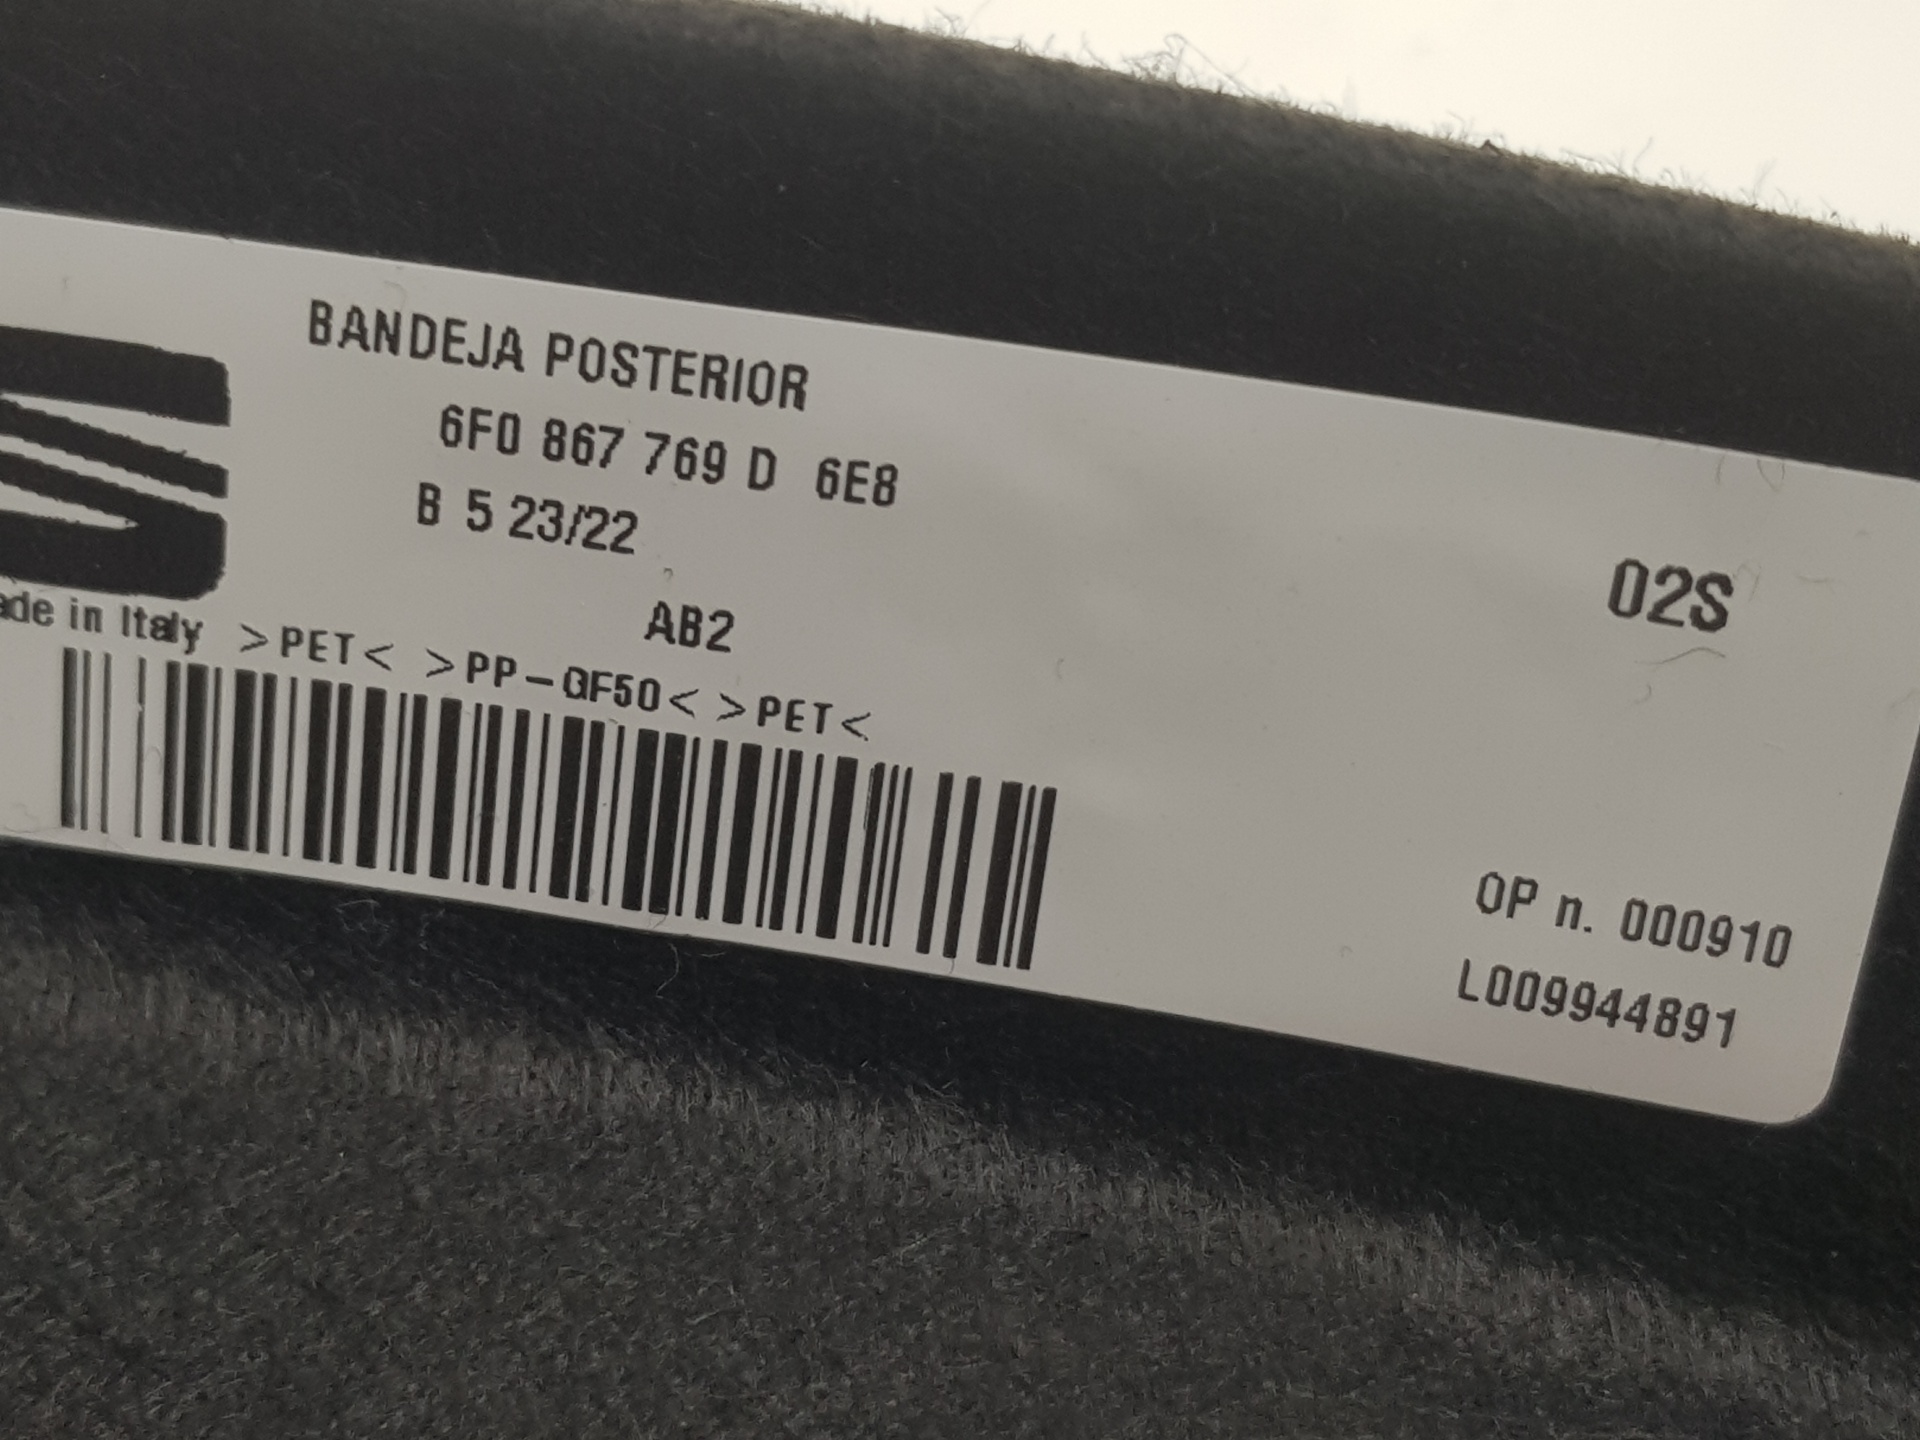 BANDEJA POSTERIOR
6F0 867 769 D 6E8
B 5 23/22
AB2
02S
ade in Italy >PET< >PP-GF50< >PET<
OP n. 000910
L009944891